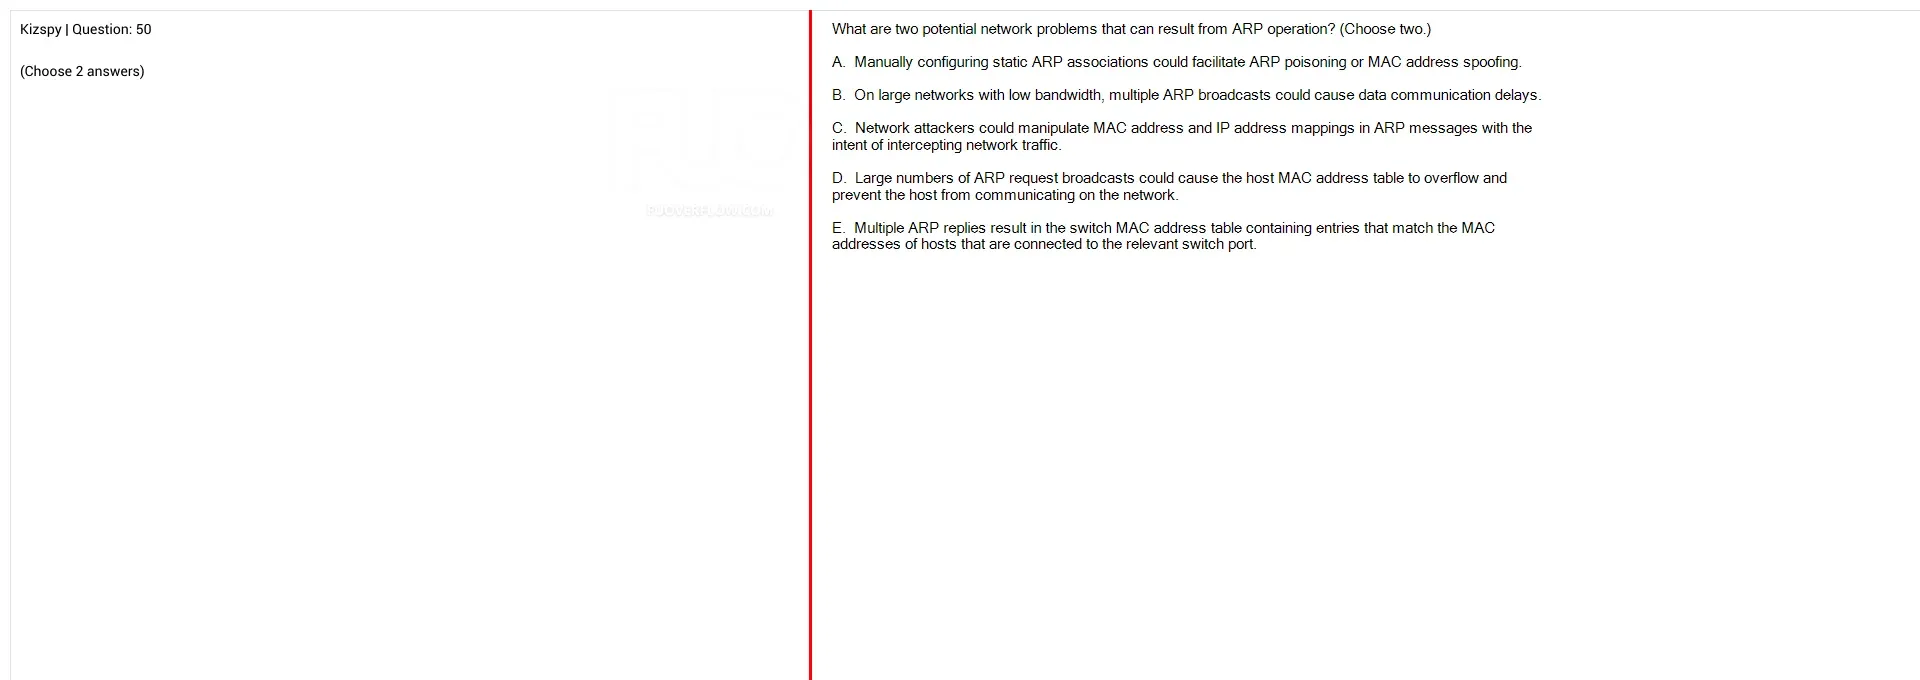 Kizspy | Question: 50
(Choose 2 answers)
FUOVERFLOW.COM
What are two potential network problems that can result from ARP operation? (Choose two.)
A. Manually configuring static ARP associations could facilitate ARP poisoning or MAC address spoofing.
B. On large networks with low bandwidth, multiple ARP broadcasts could cause data communication delays.
C. Network attackers could manipulate MAC address and IP address mappings in ARP messages with the
intent of intercepting network traffic.
D. Large numbers of ARP request broadcasts could cause the host MAC address table to overflow and
prevent the host from communicating on the network.
E. Multiple ARP replies result in the switch MAC address table containing entries that match the MAC
addresses of hosts that are connected to the relevant switch port.